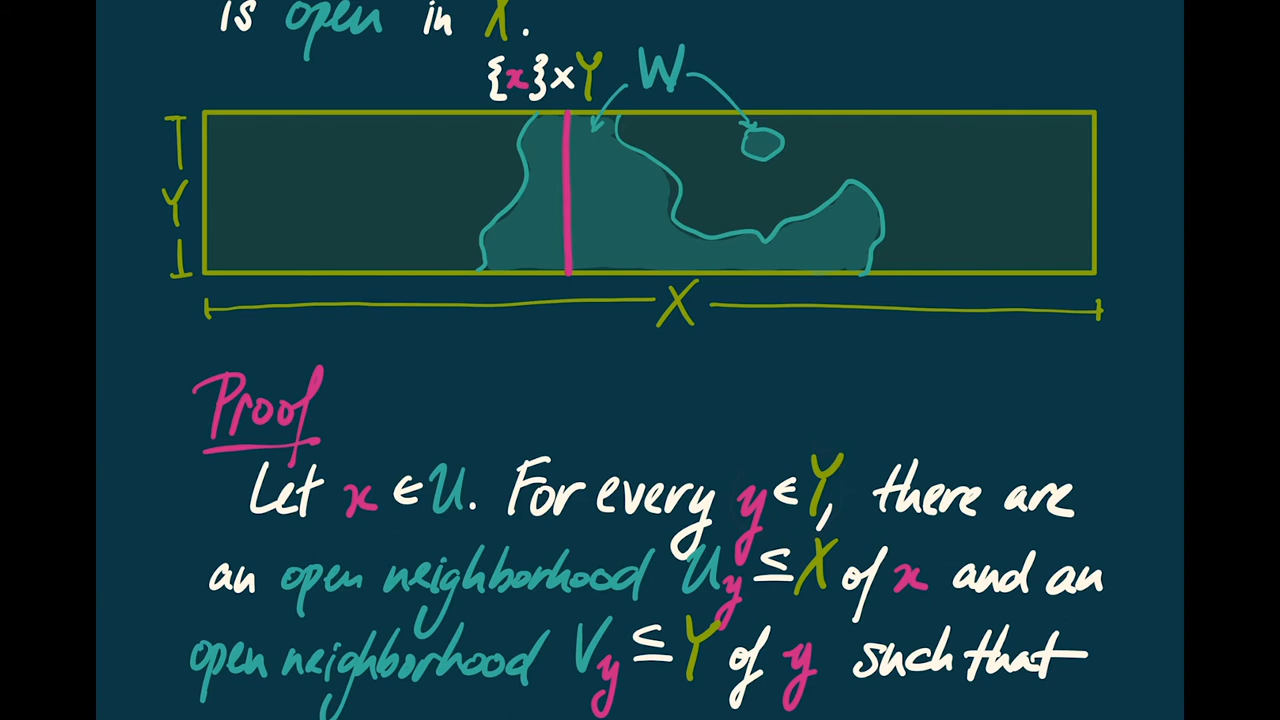 is open in X.
{x}×Y W
Y
X
Proof
Let x ∈ U. For every y ∈ Y, there are
an open neighborhood U_y ⊆ X of x and an
open neighborhood V_y ⊆ Y of y such that